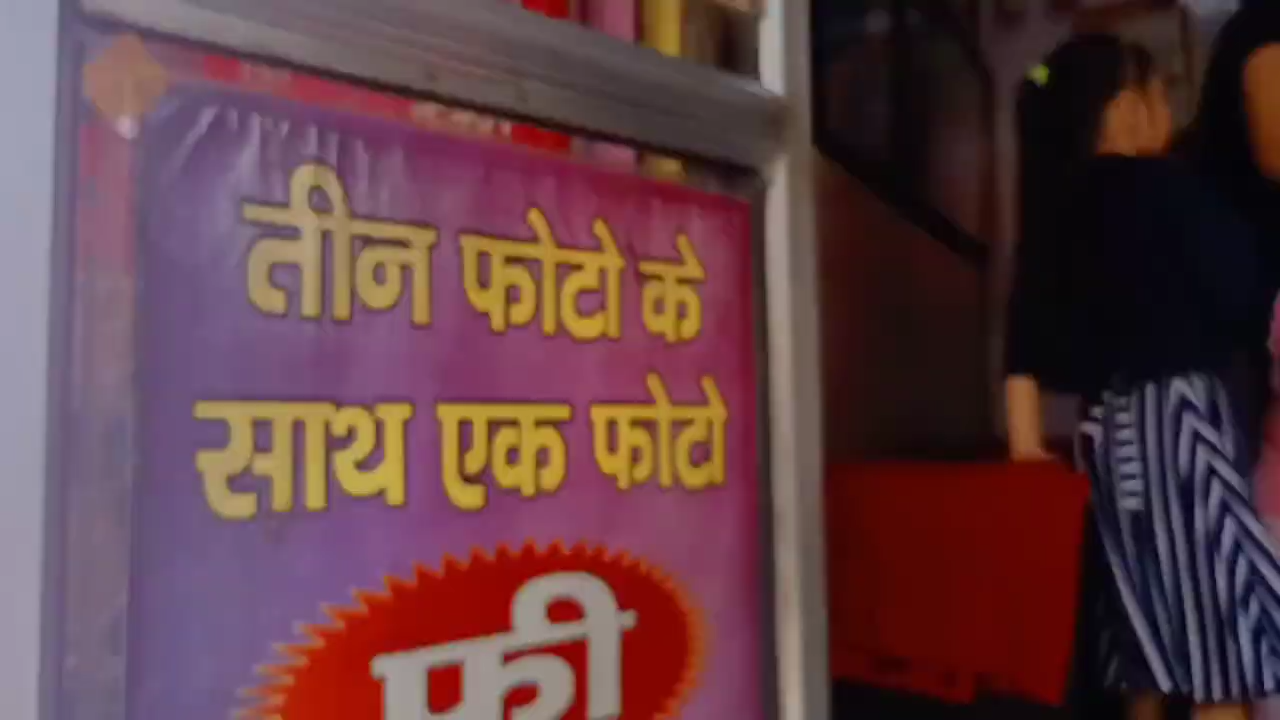 तीन फोटो के
साथ एक फोटो
फ्री